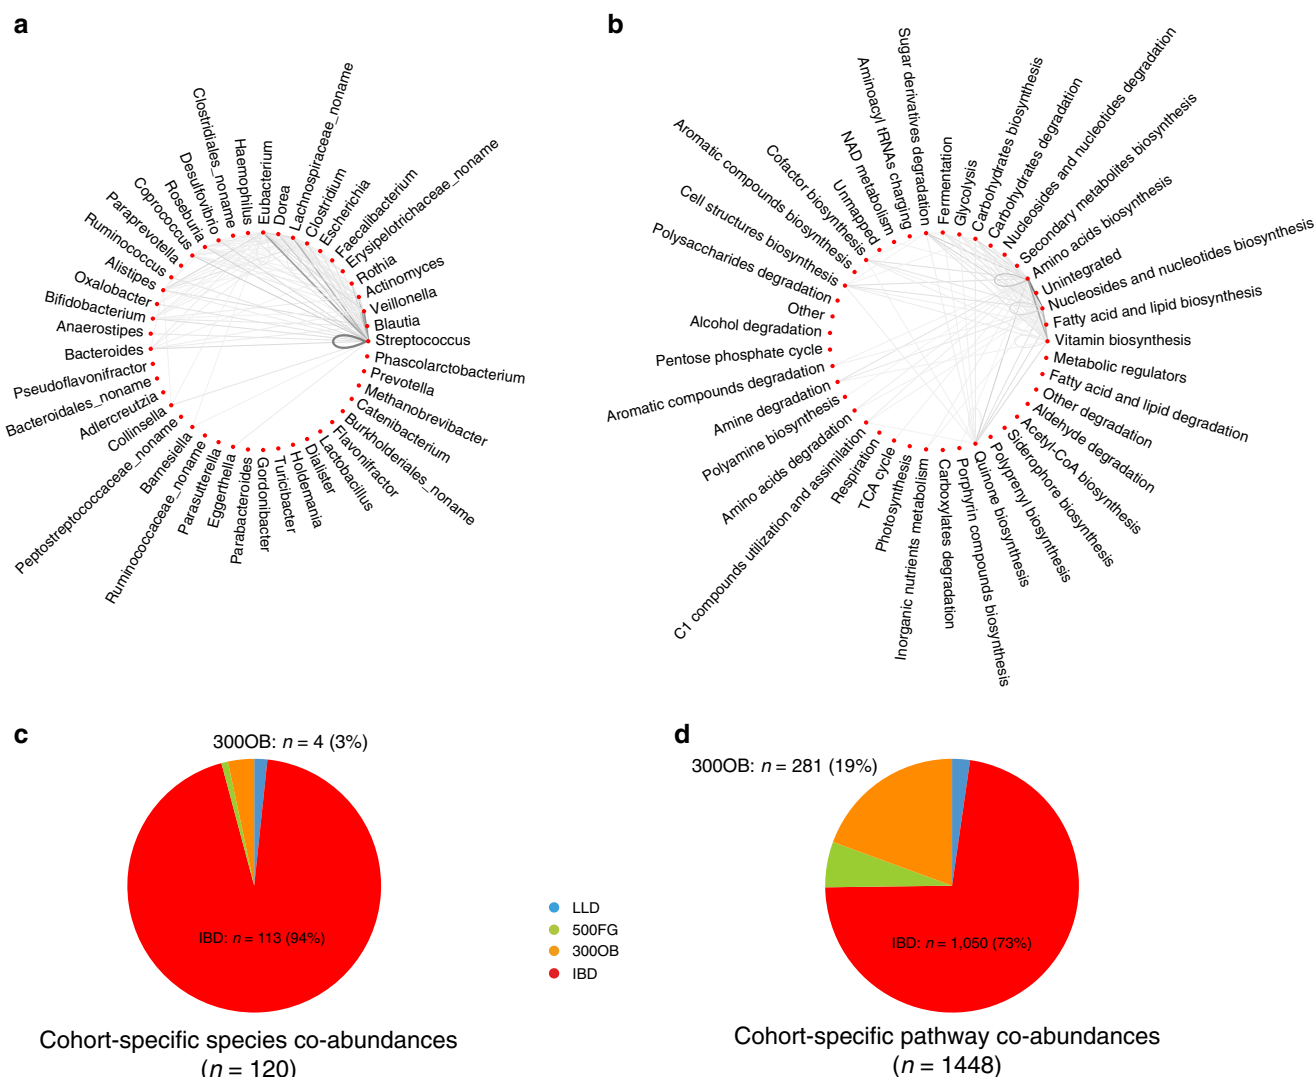 a
Clostridiales_noname
Haemophilus
Eubacterium
Dorea
Lachnospiraceae_noname
Clostridium
Escherichia
Faecalibacterium
Erysipelotrichaceae_noname
Rothia
Actinomyces
Veillonella
Blautia
Streptococcus
Phascolarctobacterium
Prevotella
Methanobrevibacter
Catenibacterium
Burkholderiales_noname
Flavonifractor
Lactobacillus
Dialister
Holdemania
Turicibacter
Gordonibacter
Parabacteroides
Eggerthella
Parasutterella
Ruminococcaceae_noname
Barnesiella
Peptostreptococcaceae_noname
Collinsella
Adlercreutzia
Bacteroidales_noname
Pseudoflavonifractor
Bacteroides
Anaerostipes
Bifidobacterium
Oxalobacter
Alistipes
Ruminococcus
Paraprevotella
Coprococcus
Roseburia
Desulfovibrio
b
Sugar derivatives degradation
Fermentation
Glycolysis
Carbohydrates biosynthesis
Carbohydrates degradation
Nucleosides and nucleotides degradation
Secondary metabolites biosynthesis
Amino acids biosynthesis
Unintegrated
Nucleosides and nucleotides biosynthesis
Fatty acid and lipid biosynthesis
Vitamin biosynthesis
Metabolic regulators
Fatty acid and lipid degradation
Other degradation
Aldehyde degradation
Acetyl-CoA biosynthesis
Siderophore biosynthesis
Polyprenyl biosynthesis
Quinone biosynthesis
Porphyrin compounds biosynthesis
Carboxylates degradation
Inorganic nutrients metabolism
Photosynthesis
TCA cycle
Respiration
C1 compounds utilization and assimilation
Amino acids degradation
Polyamine biosynthesis
Amine degradation
Aromatic compounds degradation
Pentose phosphate cycle
Alcohol degradation
Other
Polysaccharides degradation
Cell structures biosynthesis
Aromatic compounds biosynthesis
Cofactor biosynthesis
Unmapped
NAD metabolism
Aminoacyl tRNAs charging
c
300OB: n = 4 (3%)
IBD: n = 113 (94%)
Cohort-specific species co-abundances
(n = 120)
LLD
500FG
300OB
IBD
d
300OB: n = 281 (19%)
IBD: n = 1,050 (73%)
Cohort-specific pathway co-abundances
(n = 1448)